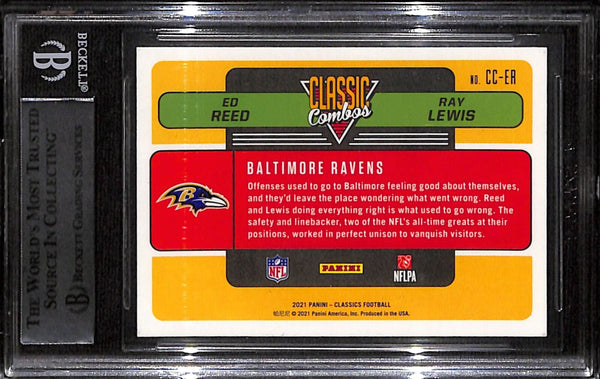 BECKETT
B
THE WORLD'S MOST TRUSTED
SOURCE IN COLLECTING™
BECKETT GRADING SERVICES
B
NO. CC-ER
ED
REED
CLASSIC
Combos
RAY
LEWIS
BALTIMORE RAVENS
Offenses used to go to Baltimore feeling good about themselves,
and they'd leave the place wondering what went wrong. Reed
and Lewis doing everything right is what used to go wrong. The
safety and linebacker, two of the NFL's all-time greats at their
positions, worked in perfect unison to vanquish visitors.
B
NFL
PANINI
NFLPA
2021 PANINI – CLASSICS FOOTBALL
帕尼尼 © 2021 Panini America, Inc. Produced in the USA.